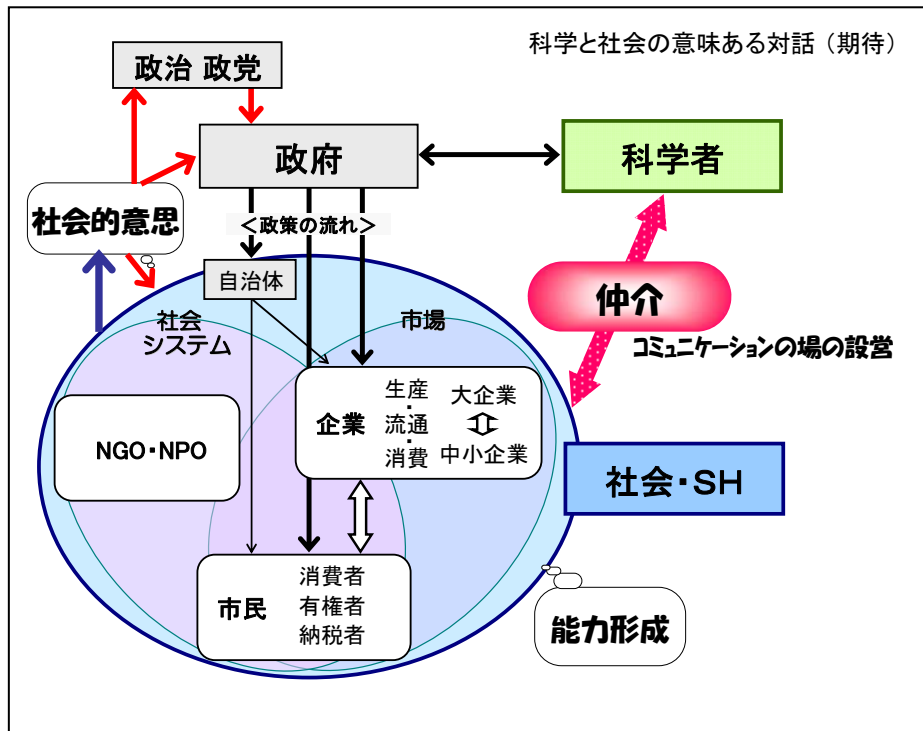 科学と社会の意味ある対話（期待）
政治 政党
政府
科学者
社会的意思
＜政策の流れ＞
自治体
仲介
コミュニケーションの場の設営
社会
システム
市場
企業
生産
・
流通
・
消費
大企業
中小企業
NGO・NPO
社会・SH
市民
消費者
有権者
納税者
能力形成